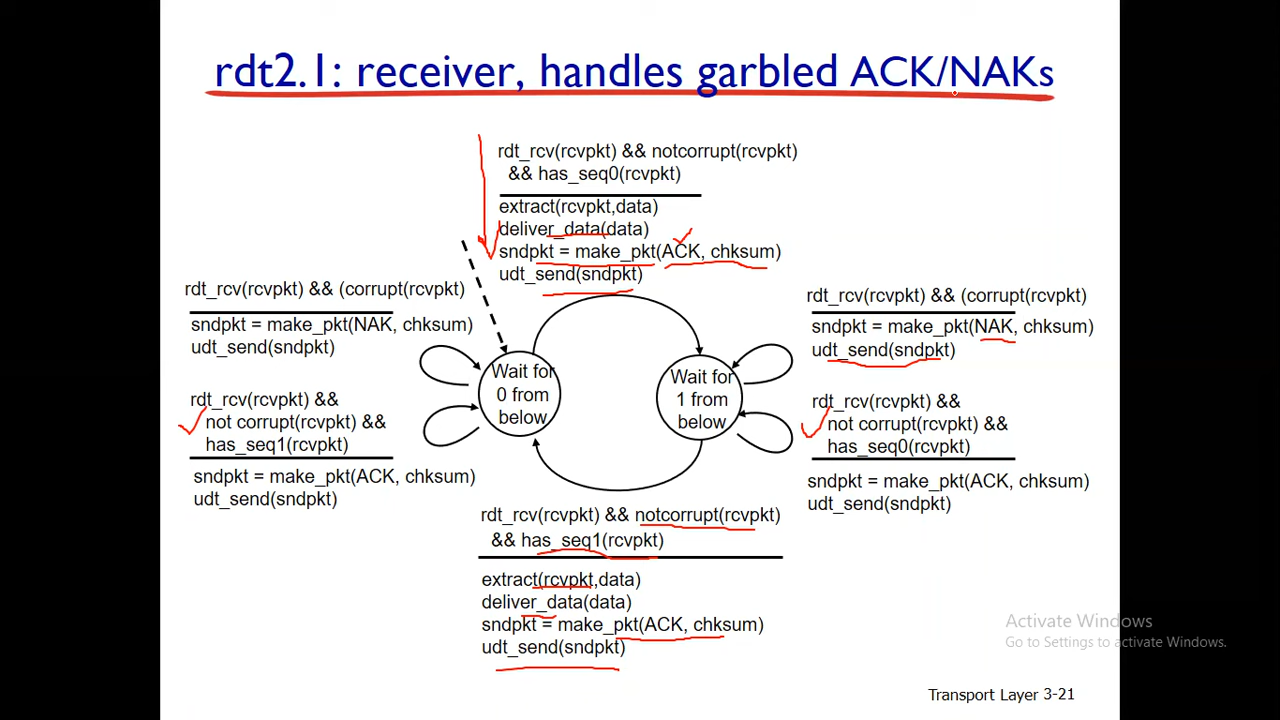 rdt2.1: receiver, handles garbled ACK/NAKs
rdt_rcv(rcvpkt) && notcorrupt(rcvpkt)
&& has_seq0(rcvpkt)
extract(rcvpkt,data)
deliver_data(data)
sndpkt = make_pkt(ACK, chksum)
udt_send(sndpkt)
rdt_rcv(rcvpkt) && (corrupt(rcvpkt)
sndpkt = make_pkt(NAK, chksum)
udt_send(sndpkt)
rdt_rcv(rcvpkt) &&
not corrupt(rcvpkt) &&
has_seq1(rcvpkt)
sndpkt = make_pkt(ACK, chksum)
udt_send(sndpkt)
Wait for
0 from
below
Wait for
1 from
below
rdt_rcv(rcvpkt) && (corrupt(rcvpkt)
sndpkt = make_pkt(NAK, chksum)
udt_send(sndpkt)
rdt_rcv(rcvpkt) &&
not corrupt(rcvpkt) &&
has_seq0(rcvpkt)
sndpkt = make_pkt(ACK, chksum)
udt_send(sndpkt)
rdt_rcv(rcvpkt) && notcorrupt(rcvpkt)
&& has_seq1(rcvpkt)
extract(rcvpkt,data)
deliver_data(data)
sndpkt = make_pkt(ACK, chksum)
udt_send(sndpkt)
Activate Windows
Go to Settings to activate Windows.
Transport Layer 3-21